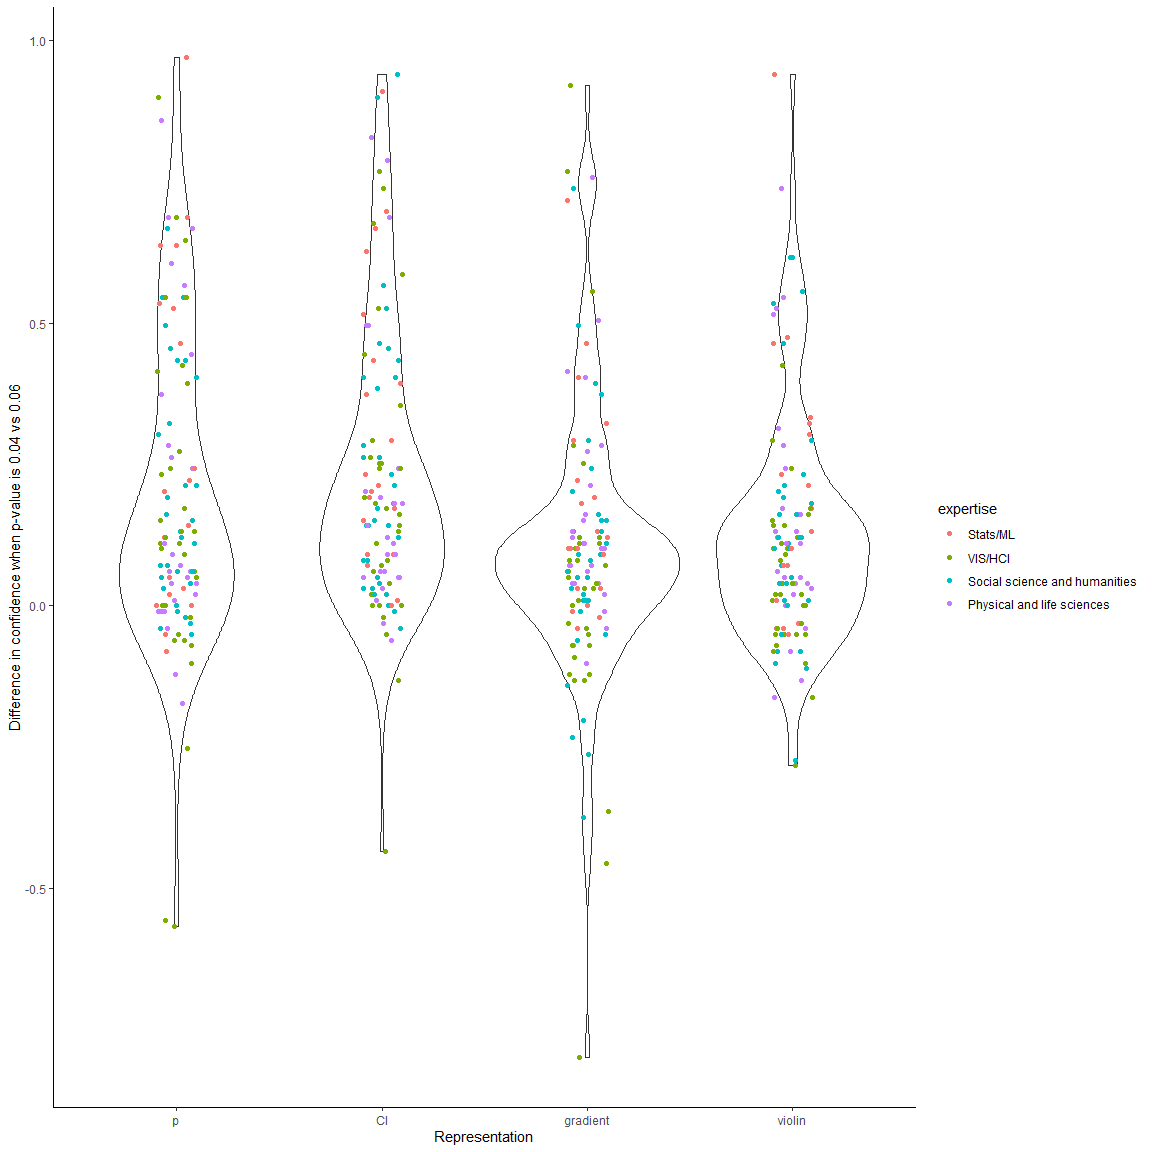 1.0
0.5
0.0
-0.5
Difference in confidence when p-value is 0.04 vs 0.06
p
CI
gradient
violin
Representation
expertise
Stats/ML
VIS/HCI
Social science and humanities
Physical and life sciences